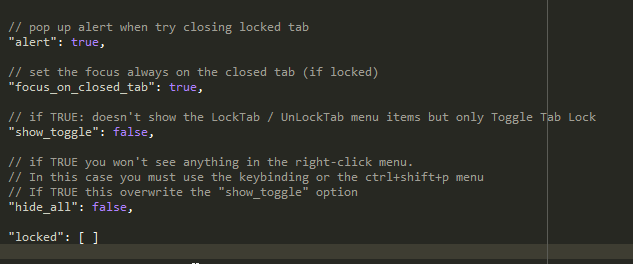 // pop up alert when try closing locked tab
"alert": true,
// set the focus always on the closed tab (if locked)
"focus_on_closed_tab": true,
// if TRUE: doesn't show the LockTab / UnLockTab menu items but only Toggle Tab Lock
"show_toggle": false,
// if TRUE you won't see anything in the right-click menu.
// In this case you must use the keybinding or the ctrl+shift+p menu
// If TRUE this overwrite the "show_toggle" option
"hide_all": false,
"locked": [ ]